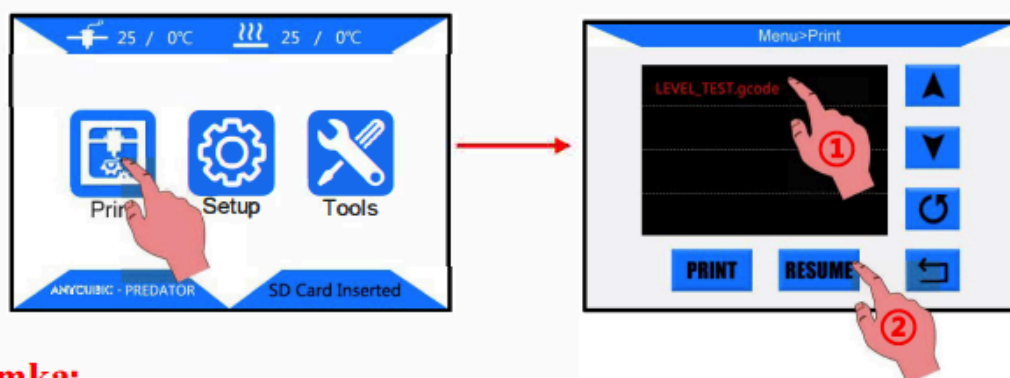 25 / 0℃ 25 / 0℃
Print
Setup
Tools
ANYCUBIC - PREDATOR
SD Card Inserted
Menu>Print
LEVEL_TEST.gcode
①
PRINT
RESUME
②